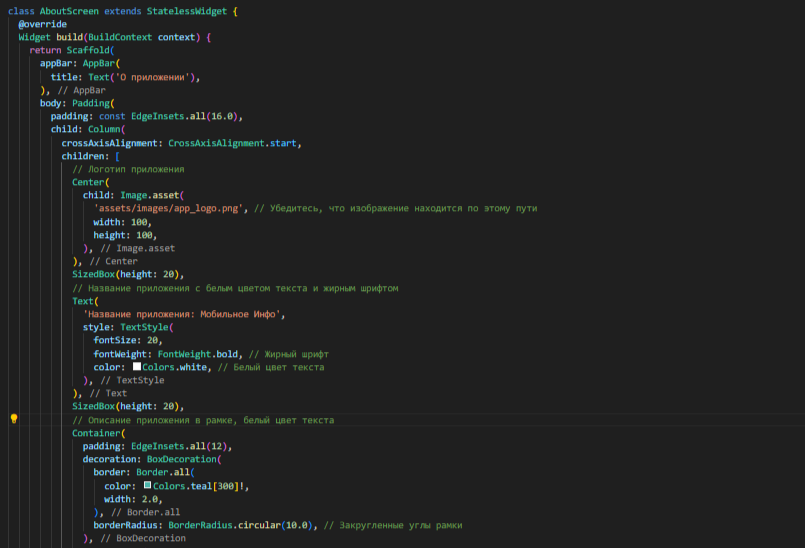 class AboutScreen extends StatelessWidget {
  @override
  Widget build(BuildContext context) {
    return Scaffold(
      appBar: AppBar(
        title: Text('О приложении'),
      ), // AppBar
      body: Padding(
        padding: const EdgeInsets.all(16.0),
        child: Column(
          crossAxisAlignment: CrossAxisAlignment.start,
          children: [
            // Логотип приложения
            Center(
              child: Image.asset(
                'assets/images/app_logo.png', // Убедитесь, что изображение находится по этому пути
                width: 100,
                height: 100,
              ), // Image.asset
            ), // Center
            SizedBox(height: 20),
            // Название приложения с белым цветом текста и жирным шрифтом
            Text(
              'Название приложения: Мобильное Инфо',
              style: TextStyle(
                fontSize: 20,
                fontWeight: FontWeight.bold, // Жирный шрифт
                color: Colors.white, // Белый цвет текста
              ), // TextStyle
            ), // Text
            SizedBox(height: 20),
            // Описание приложения в рамке, белый цвет текста
            Container(
              padding: EdgeInsets.all(12),
              decoration: BoxDecoration(
                border: Border.all(
                  color: Colors.teal[300]!,
                  width: 2.0,
                ), // Border.all
                borderRadius: BorderRadius.circular(10.0), // Закругленные углы рамки
              ), // BoxDecoration